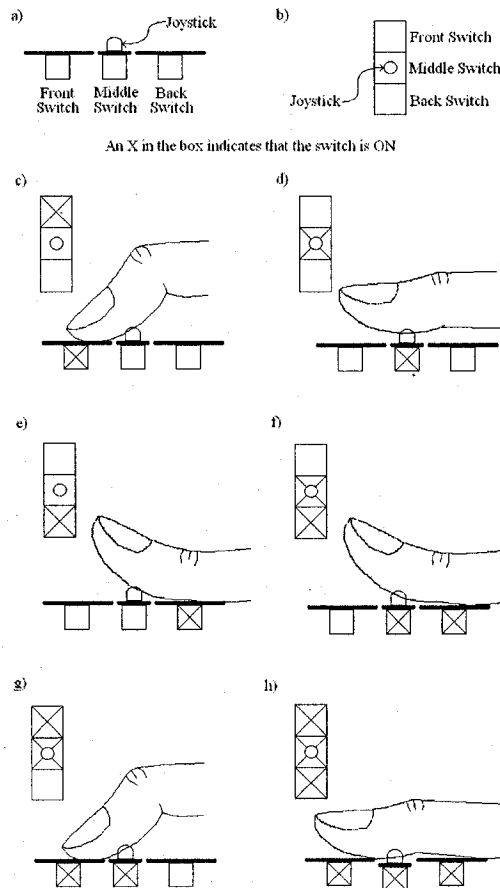 a)
Joystick
Front Switch
Middle Switch
Back Switch
b)
Front Switch
Middle Switch
Joystick
Back Switch
An X in the box indicates that the switch is ON
c)
d)
e)
f)
g)
h)